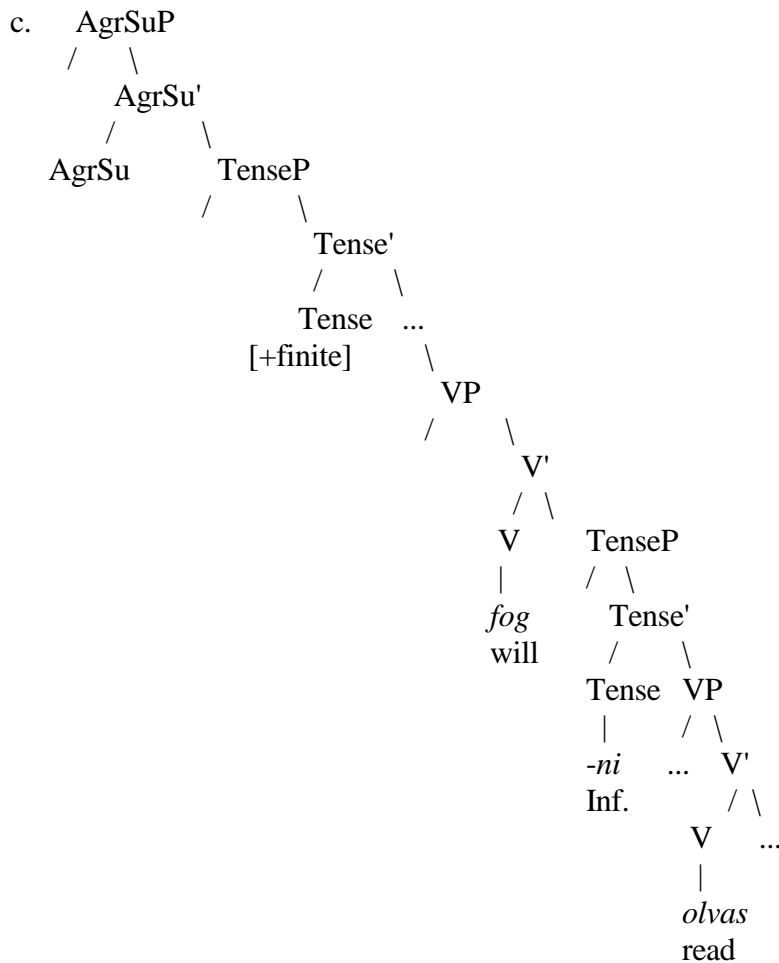 c. AgrSuP
AgrSu'
AgrSu TenseP
Tense'
Tense ...
[+finite]
VP
V'
V TenseP
fog Tense'
will
Tense VP
-ni ... V'
Inf.
V ...
olvas
read